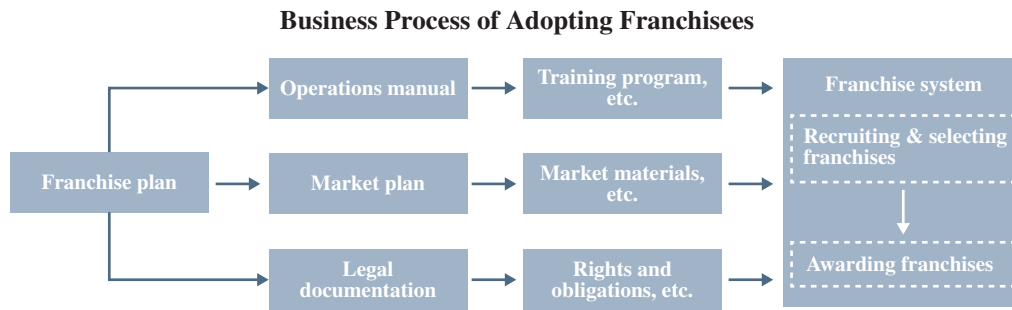 Business Process of Adopting Franchisees
Franchise plan
Operations manual
Training program,
etc.
Market plan
Market materials,
etc.
Legal
documentation
Rights and
obligations, etc.
Franchise system
Recruiting & selecting
franchises
Awarding franchises